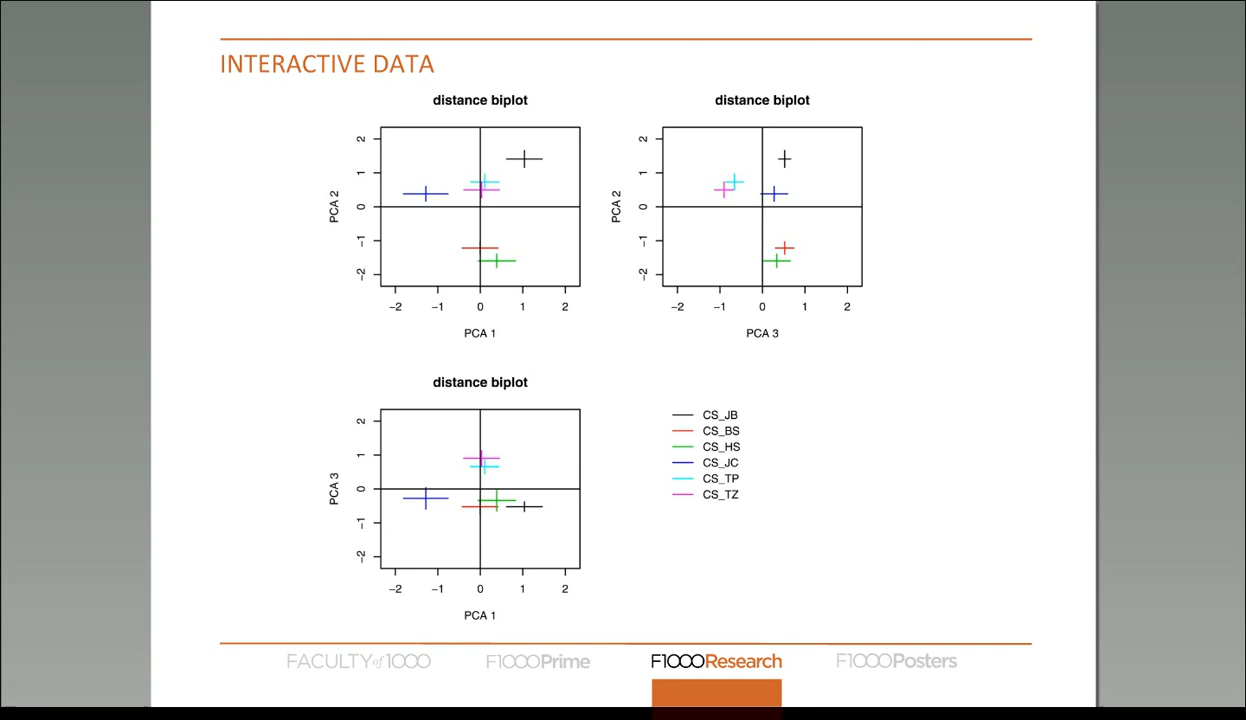 INTERACTIVE DATA
distance biplot
PCA 2
2
1
0
−1
−2
−2 −1 0 1 2
PCA 1
distance biplot
PCA 2
2
1
0
−1
−2
−2 −1 0 1 2
PCA 3
distance biplot
PCA 3
2
1
0
−1
−2
−2 −1 0 1 2
PCA 1
CS_JB
CS_BS
CS_HS
CS_JC
CS_TP
CS_TZ
FACULTY of 1000 F1000Prime F1000Research F1000Posters